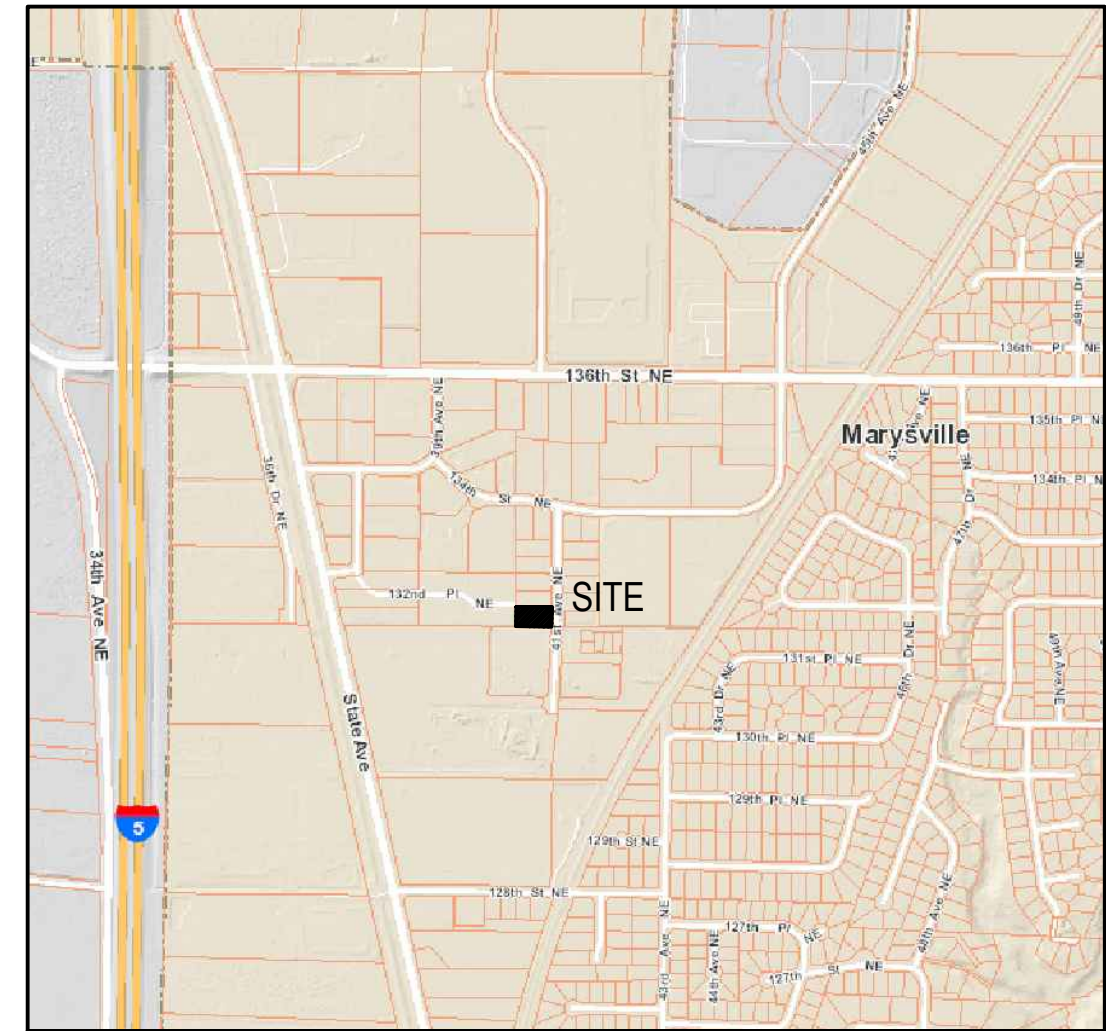 45th Ave NE
49th Dr NE
136th Pl NE
136th St NE
39th Ave NE
135th Pl N
Marysville
134th St Ne
134th Pl N
36th Dr NE
47th Dr NE
34th Ave NE
132nd Pl NE
SITE
41st Ave NE
State Ave
43rd Dr NE
131st Pl NE
46th Dr NE
49th Ave NE
130th Pl NE
129th Pl NE
5
129th St NE
128th St NE
43rd Ave NE
44th Ave NE
127th Pl NE
48th Ave NE
127th St NE